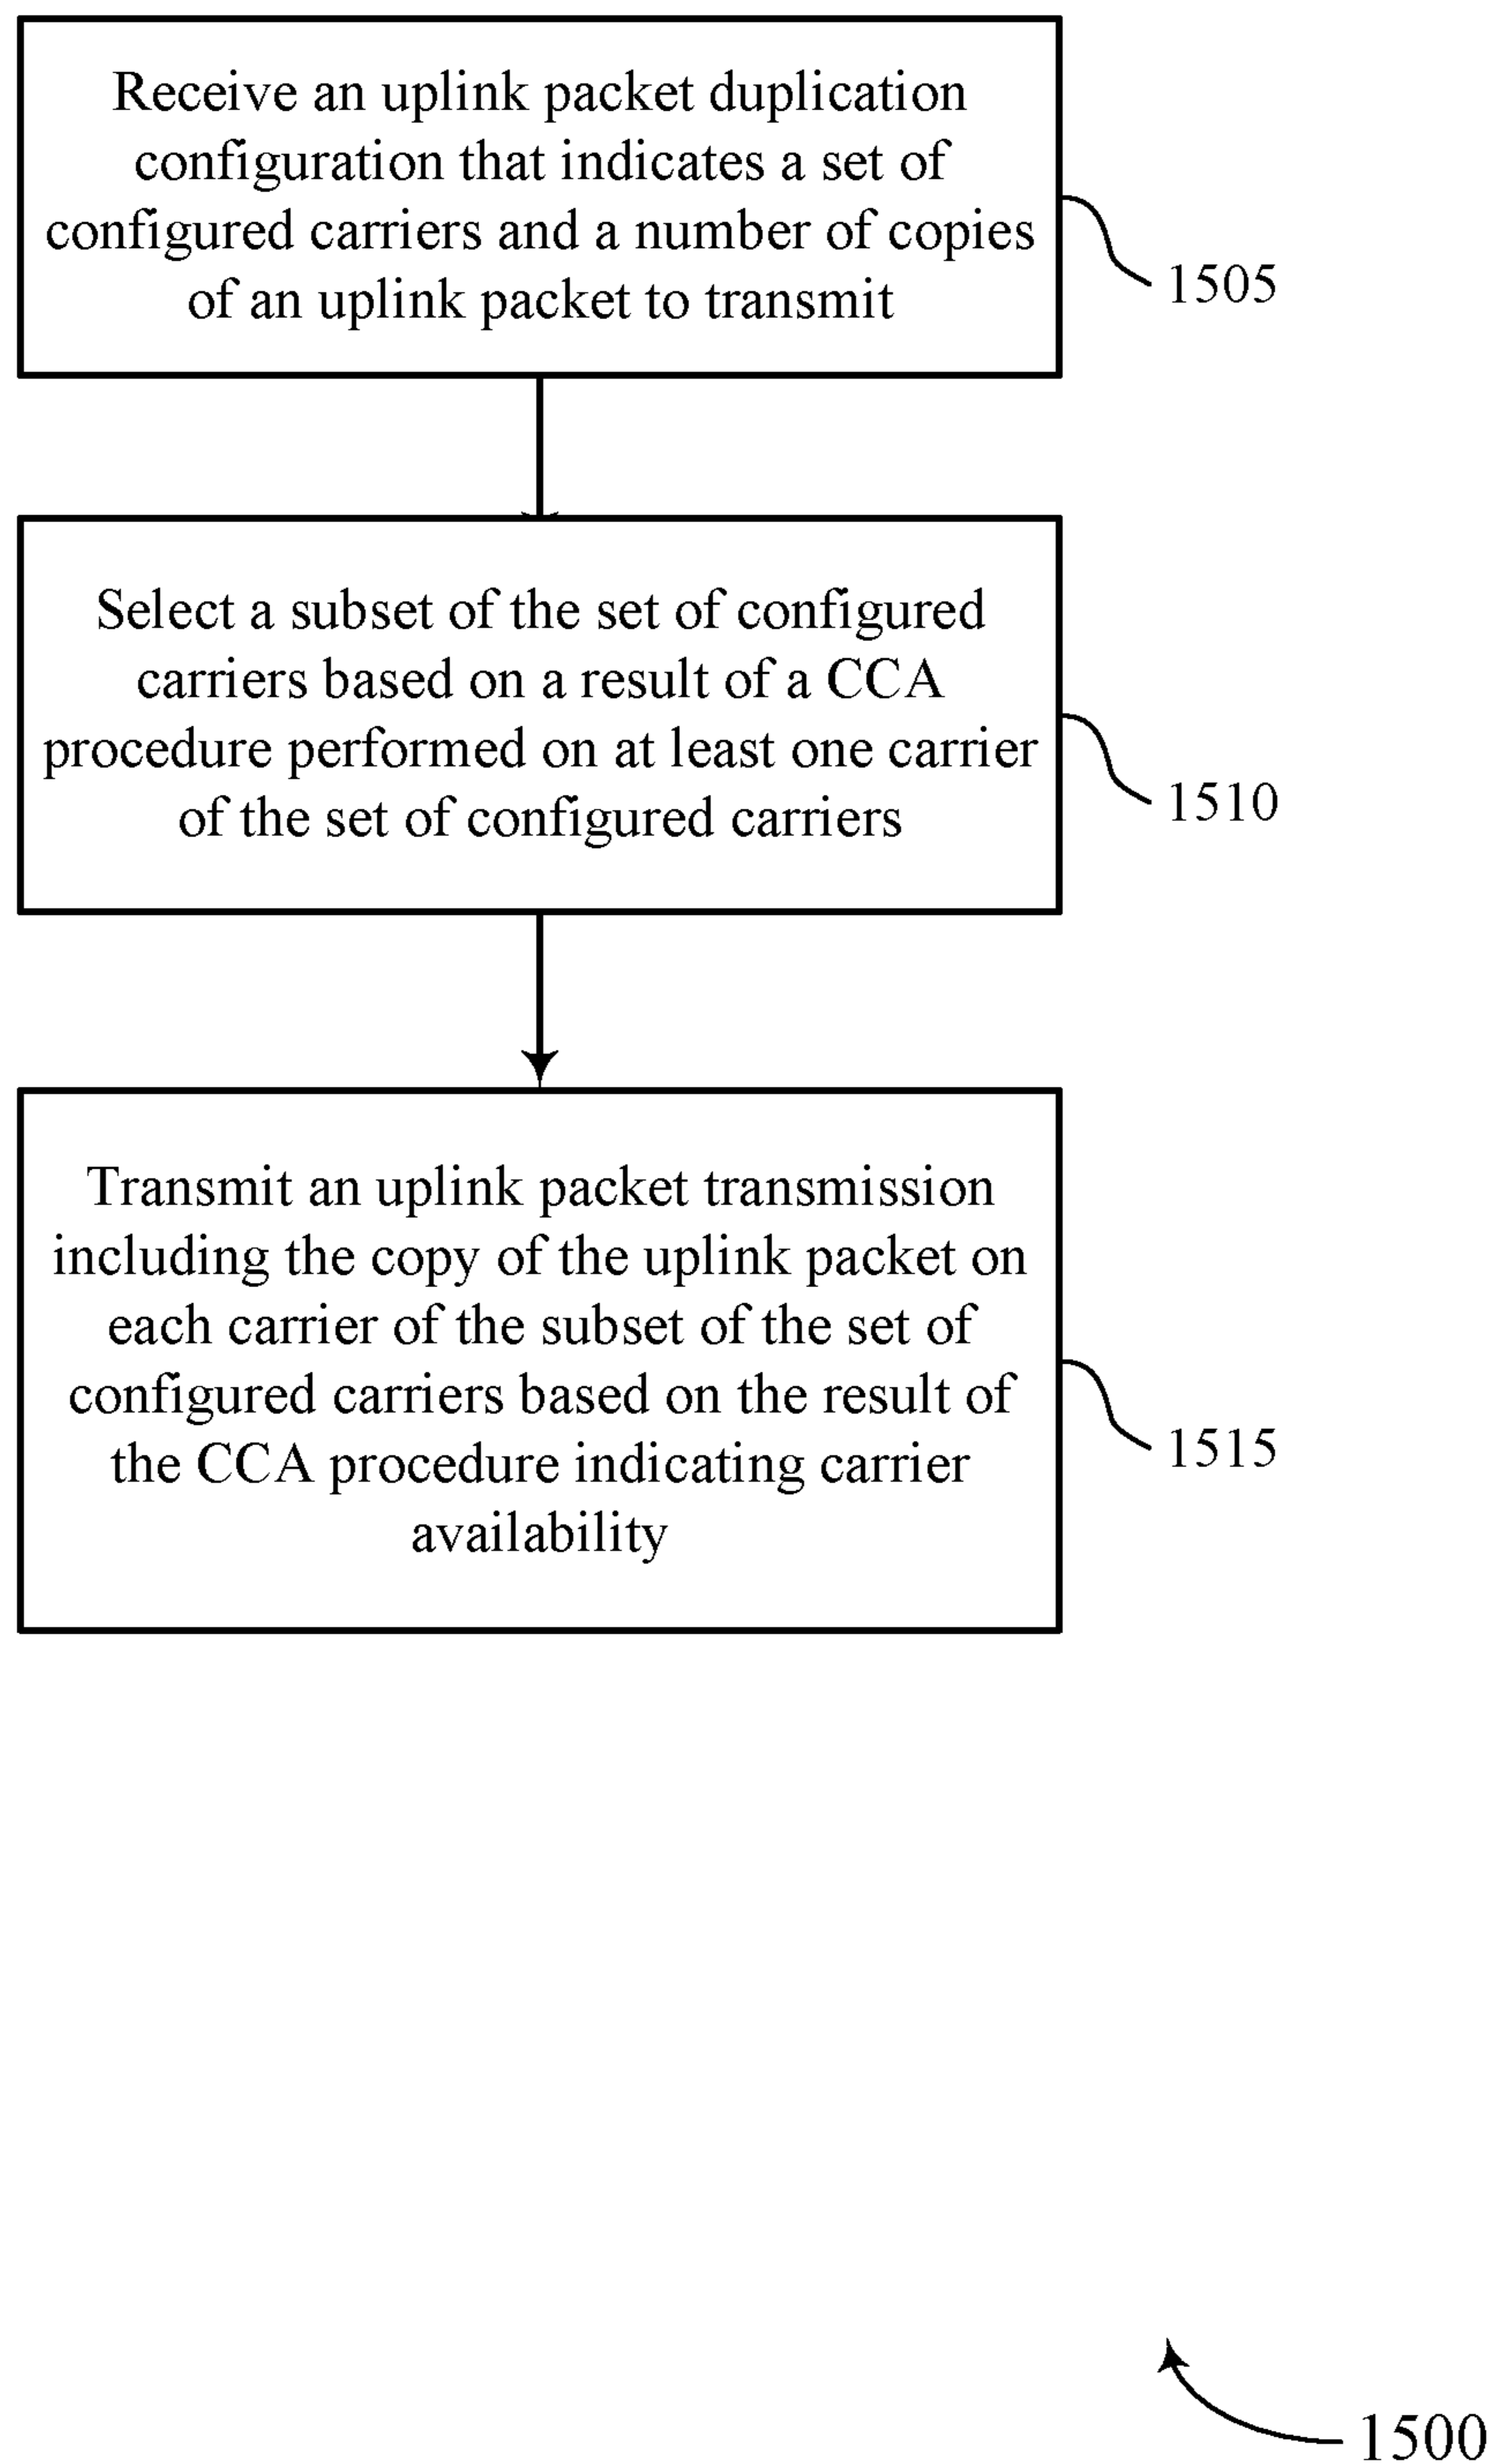 Receive an uplink packet duplication
configuration that indicates a set of
configured carriers and a number of copies
of an uplink packet to transmit
1505
Select a subset of the set of configured
carriers based on a result of a CCA
procedure performed on at least one carrier
of the set of configured carriers
1510
Transmit an uplink packet transmission
including the copy of the uplink packet on
each carrier of the subset of the set of
configured carriers based on the result of
the CCA procedure indicating carrier
availability
1515
1500